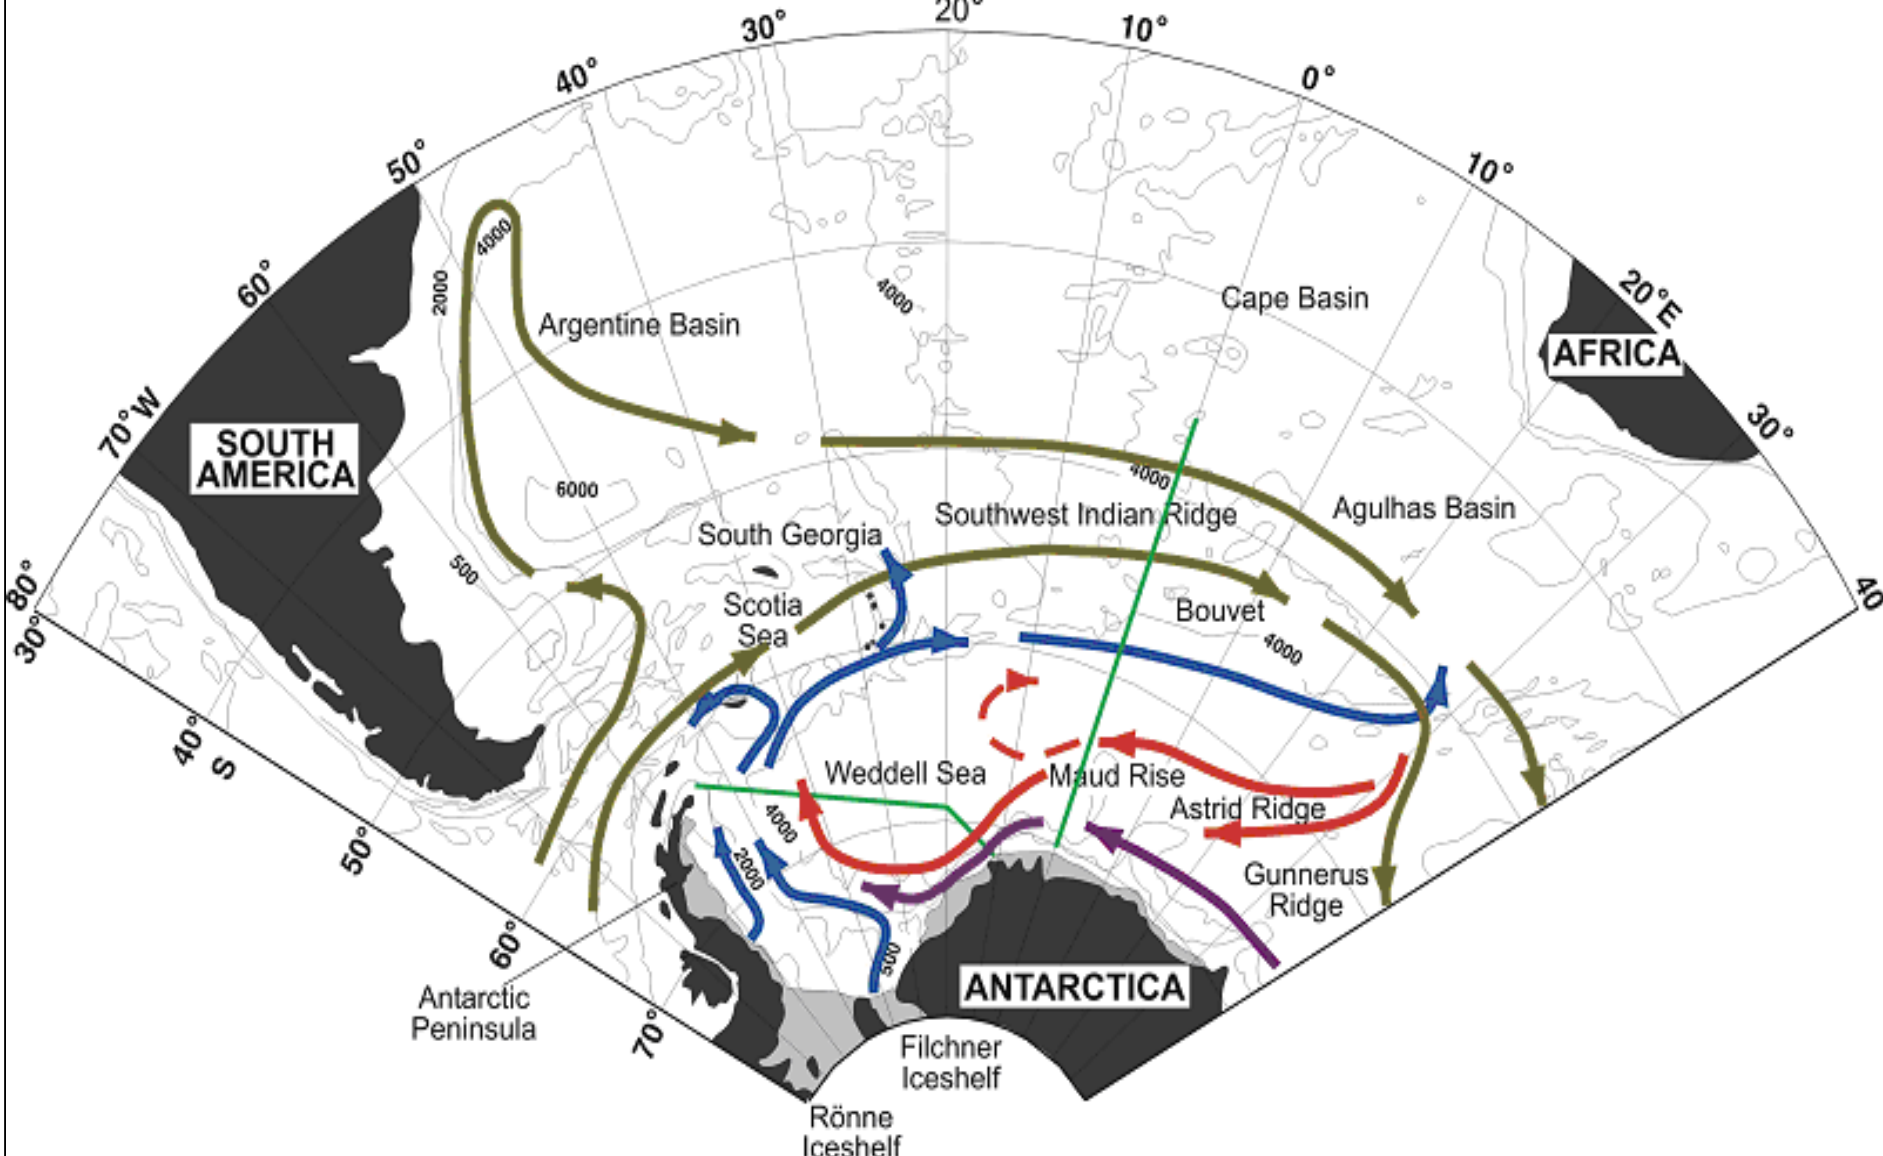 20°
30°
10°
40°
0°
50°
10°
60°
20°E
70°W
30°
80°
40
30°
40°
S
50°
60°
70°
4000
2000
4000
Argentine Basin
Cape Basin
AFRICA
SOUTH
AMERICA
6000
4000
500
South Georgia
Southwest Indian Ridge
Agulhas Basin
Scotia
Sea
Bouvet
4000
Weddell Sea
Maud Rise
Astrid Ridge
4000
2000
500
Gunnerus
Ridge
ANTARCTICA
Antarctic
Peninsula
Filchner
Iceshelf
Rönne
Iceshelf